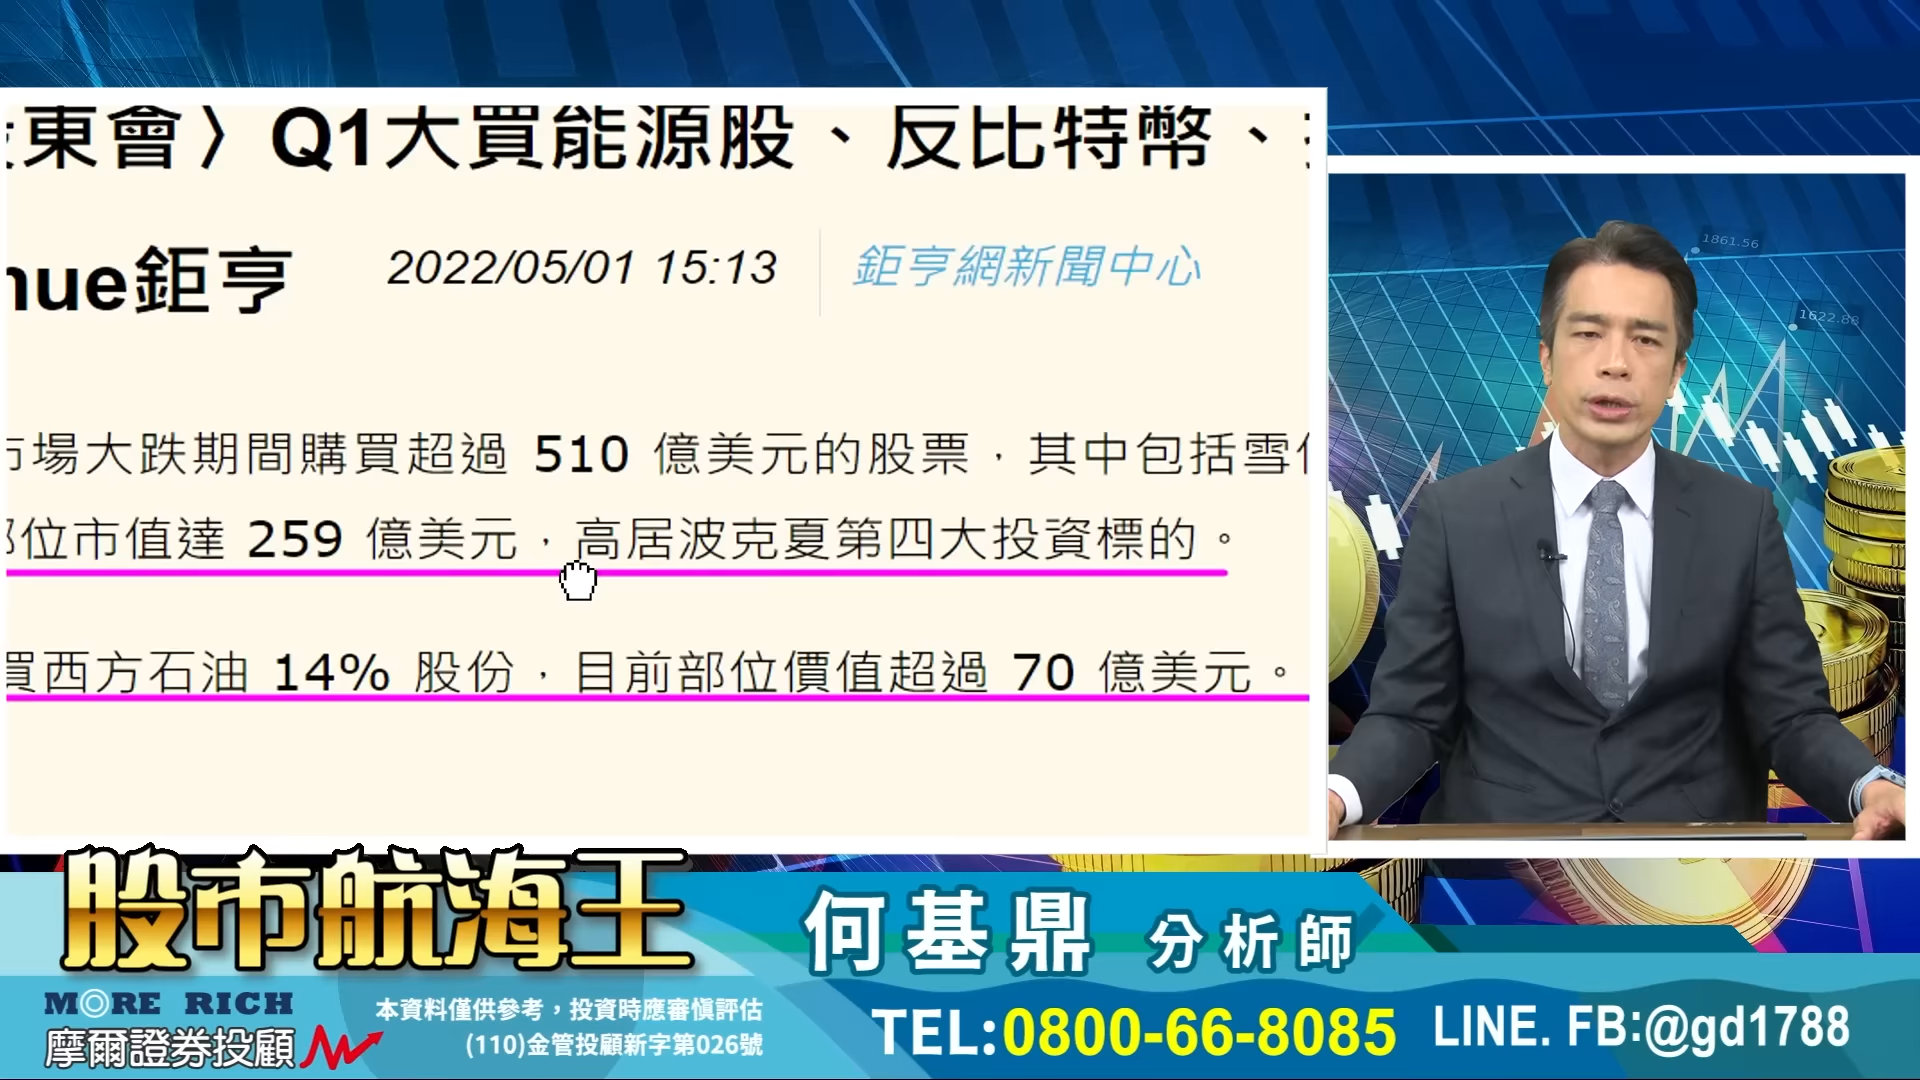 東會〉Q1大買能源股、反比特幣、
nue鉅亨
2022/05/01 15:13
鉅亨網新聞中心
市場大跌期間購買超過 510 億美元的股票，其中包括雪
部位市值達 259 億美元，高居波克夏第四大投資標的。
買西方石油 14% 股份，目前部位價值超過 70 億美元。
1861.56
1622.88
股市航海王
何基鼎 分析師
MORE RICH
摩爾證券投顧
本資料僅供參考，投資時應審慎評估
(110)金管投顧新字第026號
TEL:0800-66-8085
LINE. FB:@gd1788